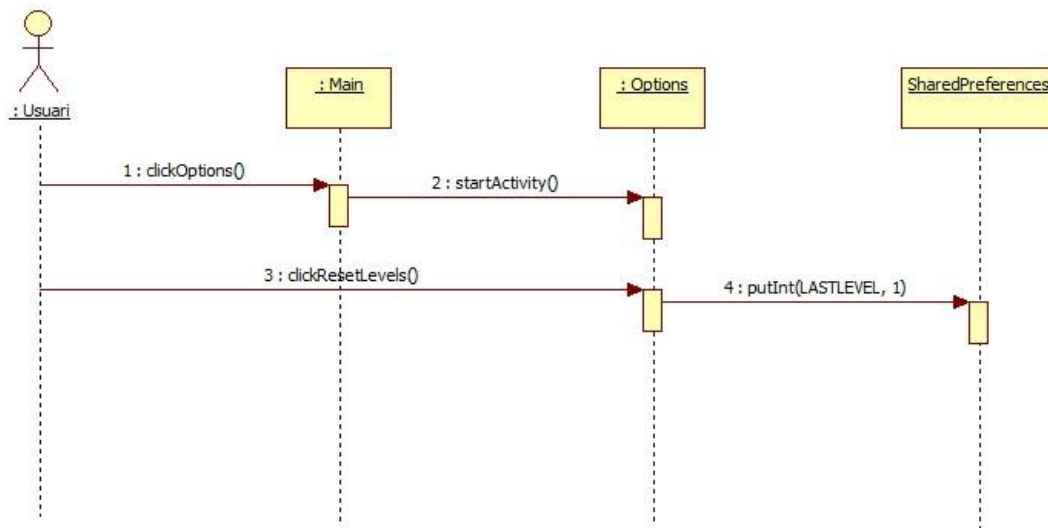 : Usuari
: Main
: Options
SharedPreferences
1 : clickOptions()
2 : startActivity()
3 : clickResetLevels()
4 : putInt(LASTLEVEL, 1)